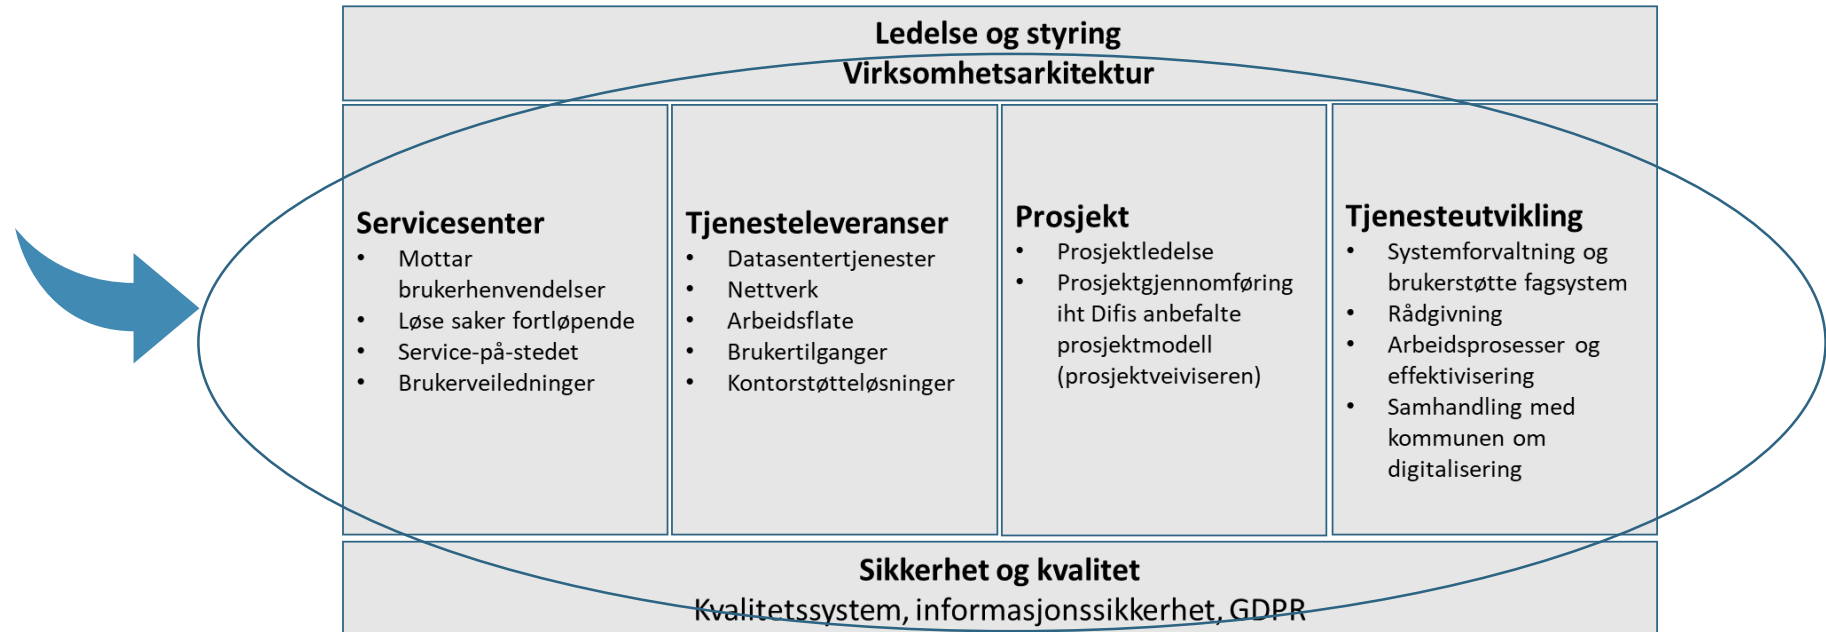 Ledelse og styring
Virksomhetsarkitektur
Servicesenter
• Mottar
brukerhenvendelser
• Løse saker fortløpende
• Service-på-stedet
• Brukerveiledninger
Tjenesteleveranser
• Datasentertjenester
• Nettverk
• Arbeidsflate
• Brukertilganger
• Kontorstøtteløsninger
Prosjekt
• Prosjektledelse
• Prosjektgjennomføring
iht Difis anbefalte
prosjektmodell
(prosjektveiviseren)
Tjenesteutvikling
• Systemforvaltning og
brukerstøtte fagsystem
• Rådgivning
• Arbeidsprosesser og
effektivisering
• Samhandling med
kommunen om
digitalisering
Sikkerhet og kvalitet
Kvalitetssystem, informasjonssikkerhet, GDPR